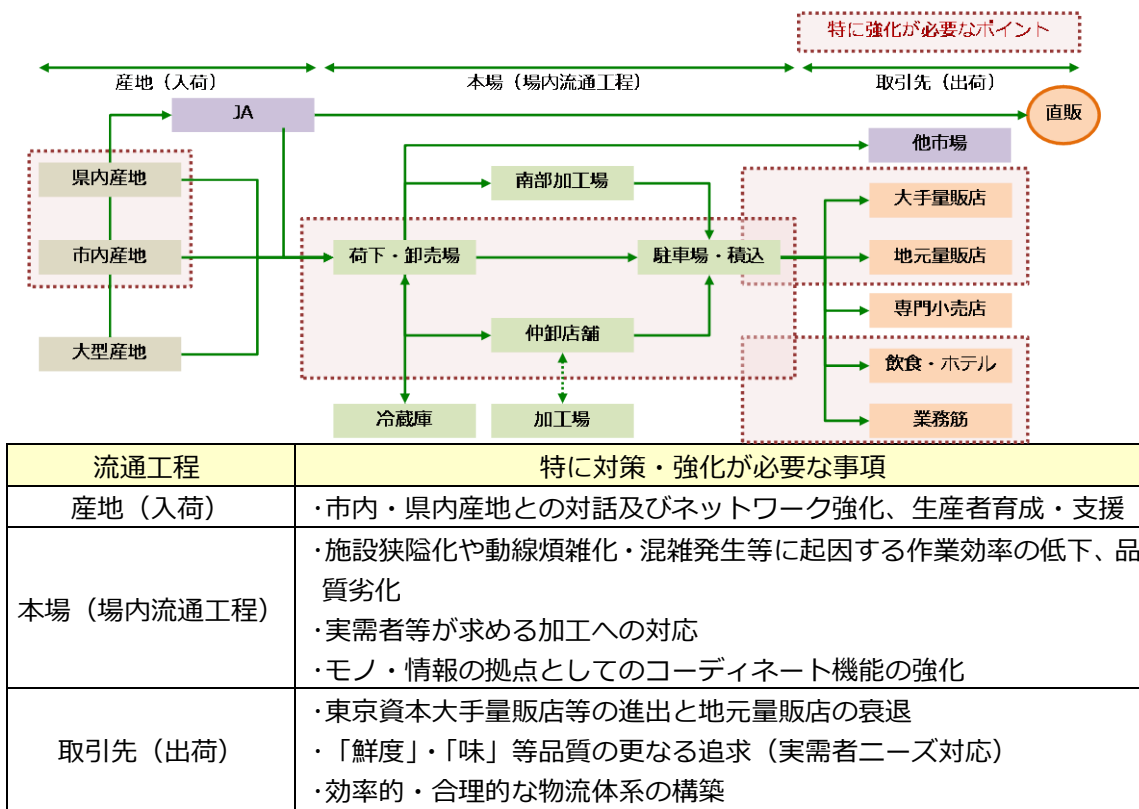 特に強化が必要なポイント
産地（入荷）
本場（場内流通工程）
取引先（出荷）
JA
直販
他市場
県内産地
南部加工場
大手量販店
市内産地
荷下・卸売場
駐車場・積込
地元量販店
専門小売店
大型産地
仲卸店舗
飲食・ホテル
冷蔵庫
加工場
業務筋
流通工程
特に対策・強化が必要な事項
産地（入荷）
・市内・県内産地との対話及びネットワーク強化、生産者育成・支援
本場（場内流通工程）
・施設狭隘化や動線煩雑化・混雑発生等に起因する作業効率の低下、品
質劣化
・実需者等が求める加工への対応
・モノ・情報の拠点としてのコーディネート機能の強化
取引先（出荷）
・東京資本大手量販店等の進出と地元量販店の衰退
・「鮮度」・「味」等品質の更なる追求（実需者ニーズ対応）
・効率的・合理的な物流体系の構築